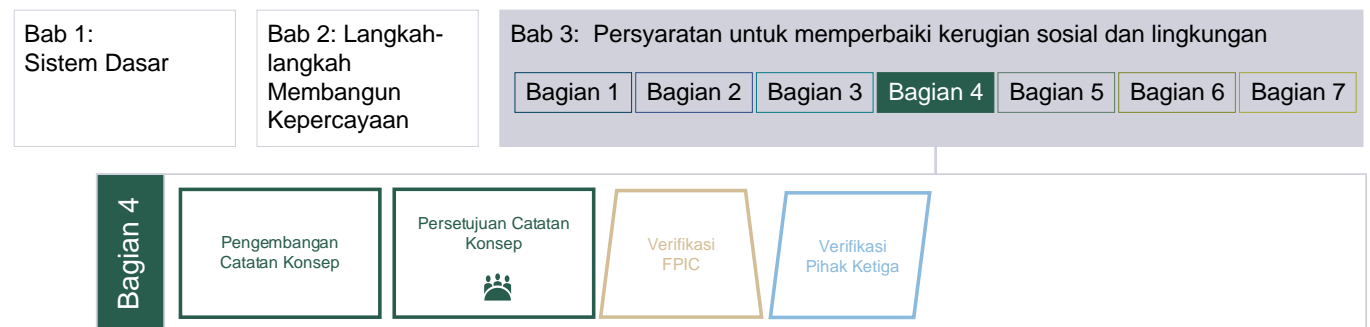 Bab 1:
Sistem Dasar
Bab 2: Langkah-
langkah
Membangun
Kepercayaan
Bab 3: Persyaratan untuk memperbaiki kerugian sosial dan lingkungan
Bagian 1 Bagian 2 Bagian 3 Bagian 4 Bagian 5 Bagian 6 Bagian 7
Bagian 4
Pengembangan
Catatan Konsep
Persetujuan Catatan
Konsep
Verifikasi
FPIC
Verifikasi
Pihak Ketiga